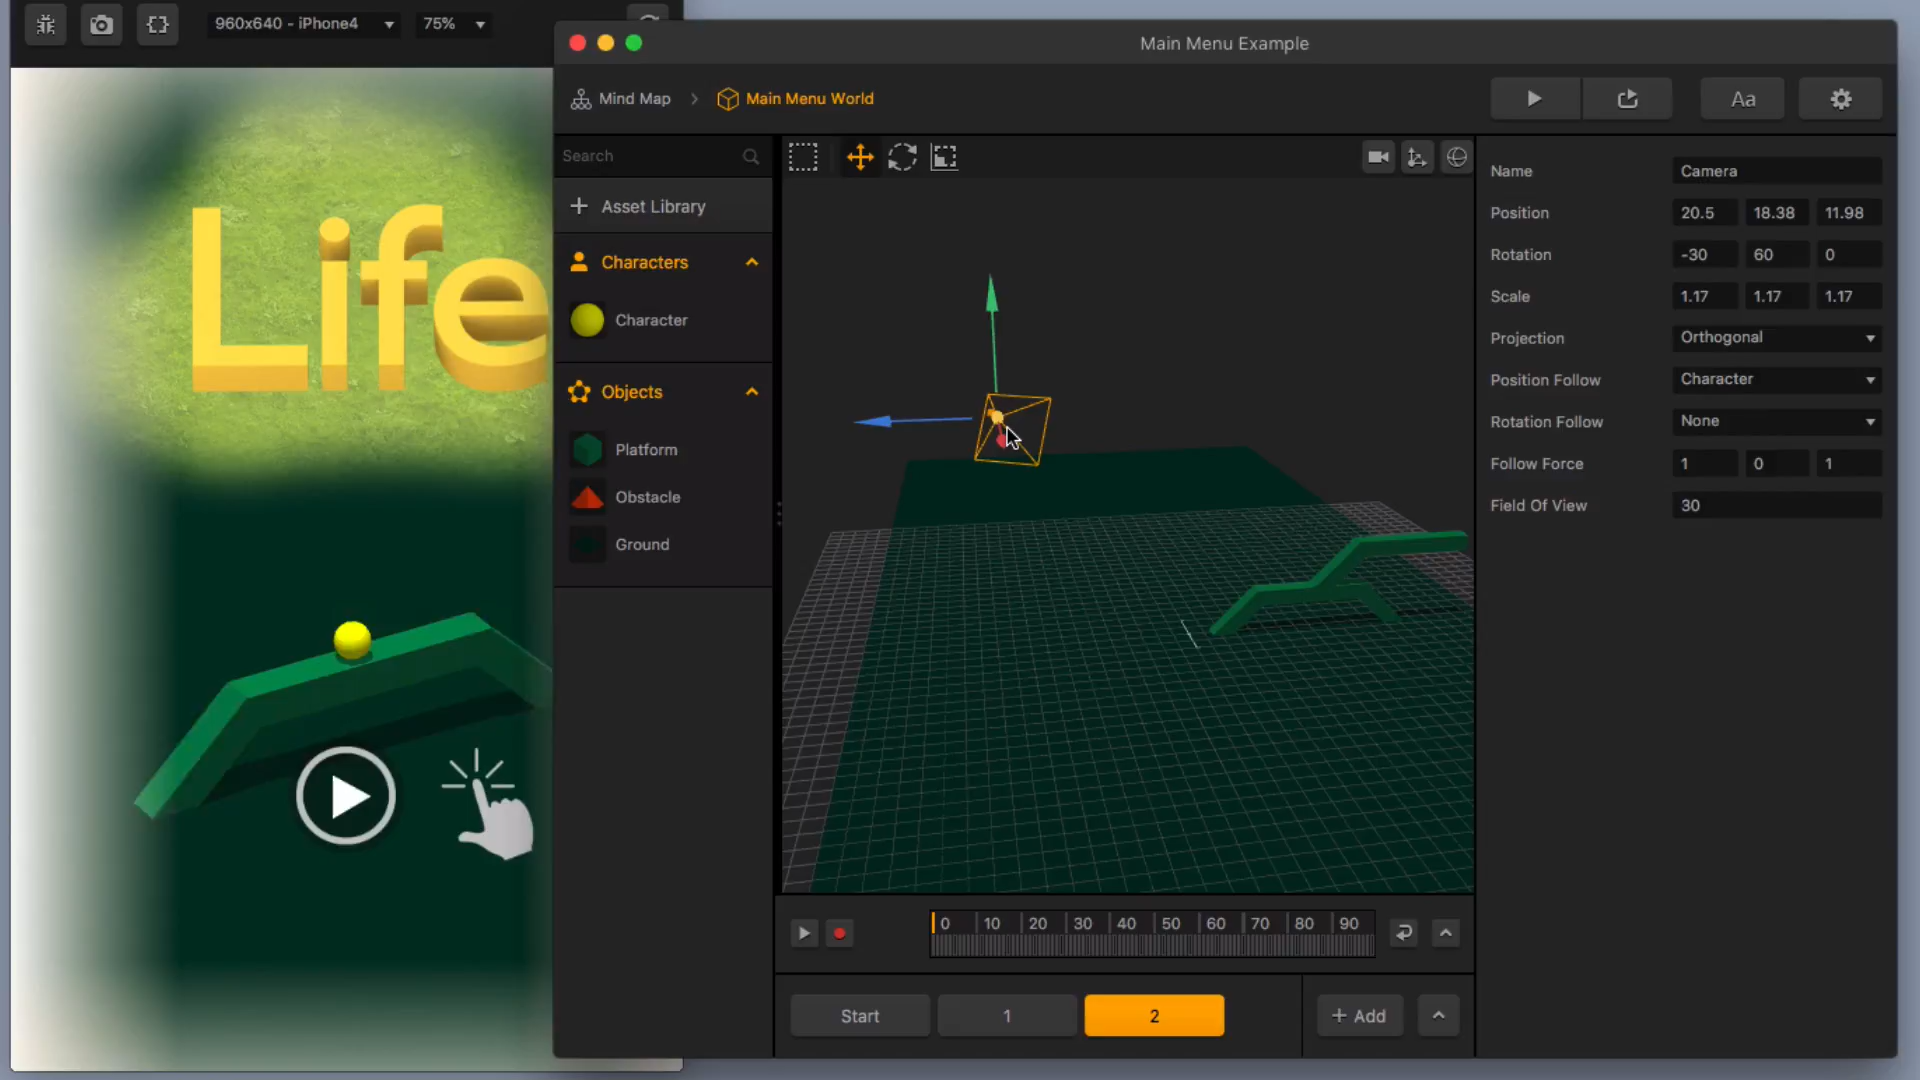 960x640 - iPhone4
75%
Life
Main Menu Example
Mind Map
Main Menu World
Aa
Search
Asset Library
Characters
Character
Objects
Platform
Obstacle
Ground
Name
Camera
Position
20.5
18.38
11.98
Rotation
-30
60
0
Scale
1.17
1.17
1.17
Projection
Orthogonal
Position Follow
Character
Rotation Follow
None
Follow Force
1
0
1
Field Of View
30
0
10
20
30
40
50
60
70
80
90
Start
1
2
+ Add